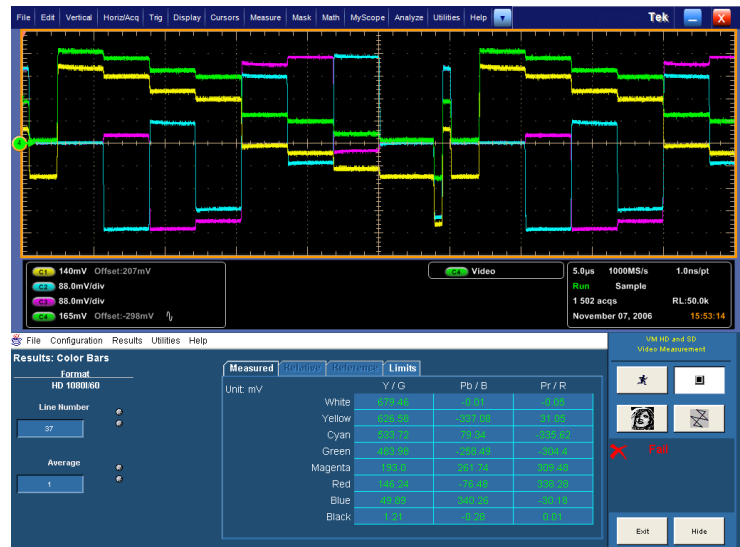 File Edit Vertical Horiz/Acq Trig Display Cursors Measure Mask Math MyScope Analyze Utilities Help Tek X
4
C1 140mV Offset:207mV
C2 88.0mV/div
C3 88.0mV/div
C4 165mV Offset:-298mV
C4 Video
5.0µs 1000MS/s 1.0ns/pt
Run Sample
1 502 acqs RL:50.0k
November 07, 2006 15:53:14
File Configuration Results Utilities Help
VM HD and SD
Video Measurement
Results: Color Bars
Format
HD 1080I/60
Line Number
37
Average
1
Measured Relative Reference Limits
Unit: mV Y / G Pb / B Pr / R
White 679.46 -0.01 -0.05
Yellow 626.58 -337.08 31.05
Cyan 533.72 79.34 -335.62
Green 483.98 -258.49 -304.4
Magenta 193.0 261.74 309.48
Red 146.24 -76.48 338.28
Blue 49.89 340.26 -30.18
Black 1.21 -0.28 0.01
Fail
Exit Hide